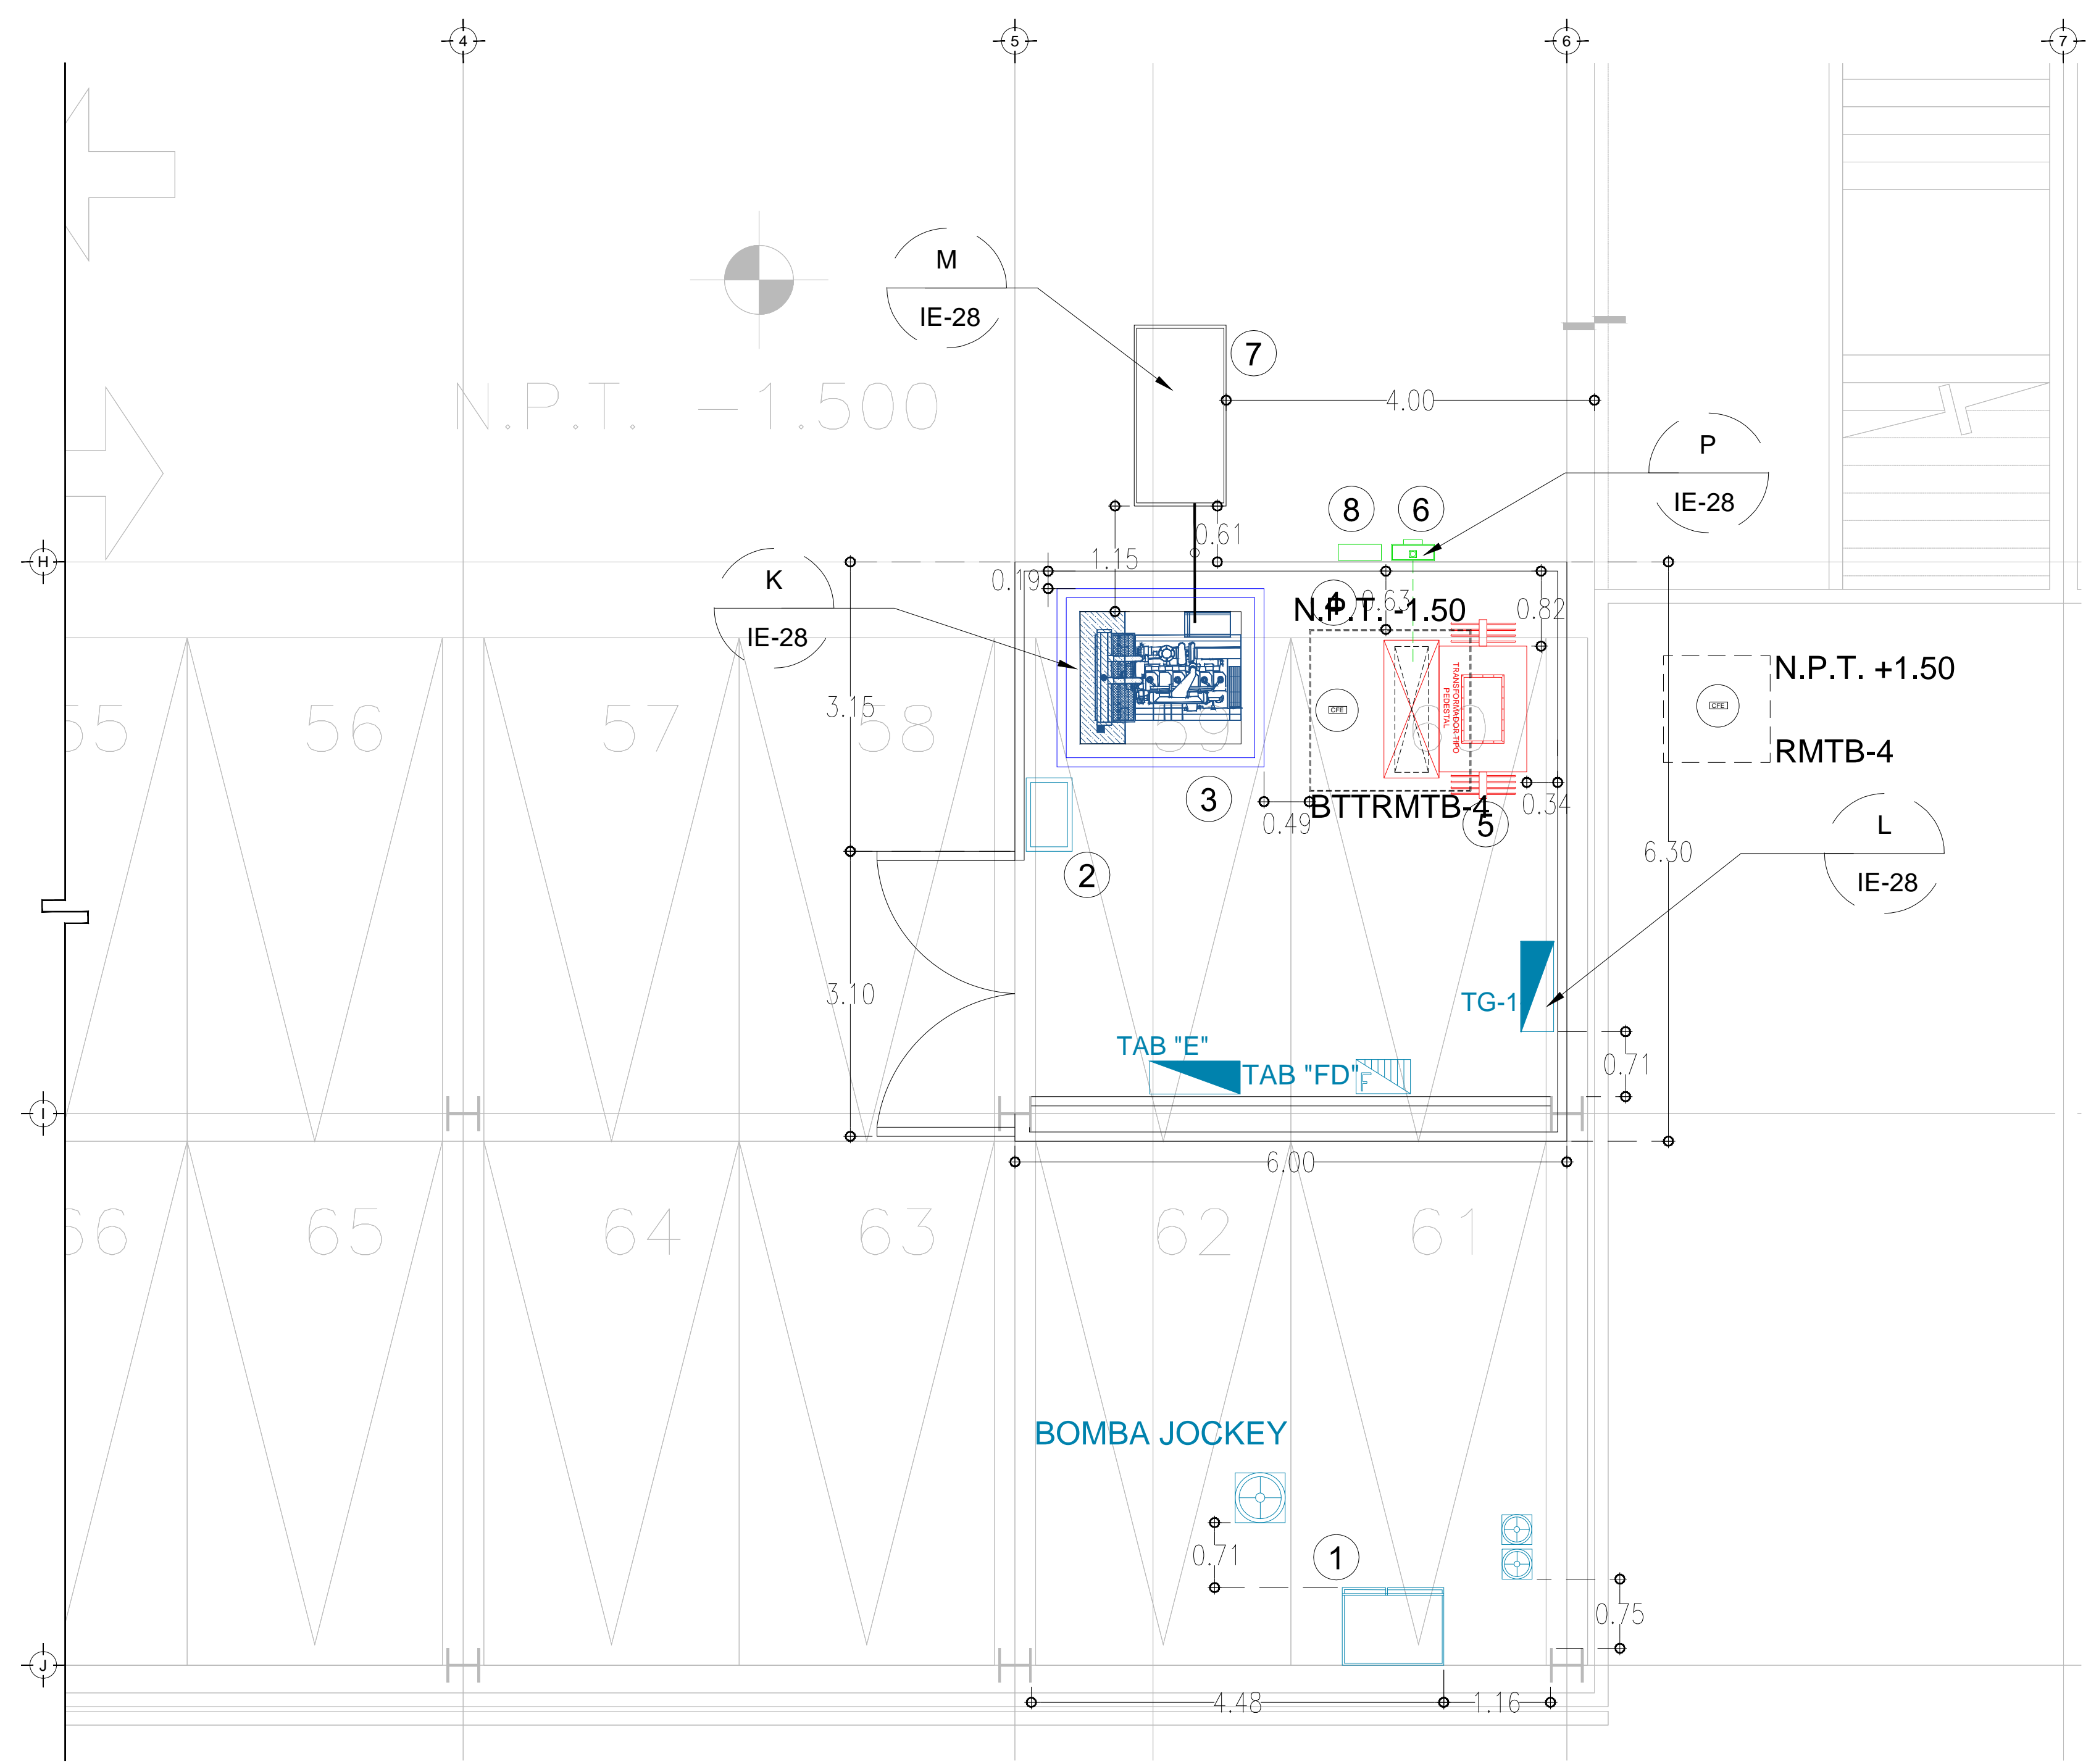 4
5
6
7
M
IE-28
7
N.P.T. -1.500
4.00
P
IE-28
8
6
0.61
1.15
H
0.19
K
IE-28
4
0.63
N.P.T. -1.50
0.82
TRANSFORMADOR TIPO
PEDESTAL
N.P.T. +1.50
CFE
CFE
RMTB-4
3.15
55
56
57
58
59
60
3
0.49
BTTRMTB-4
5
0.34
2
6.30
L
IE-28
3.10
TG-1
TAB "E"
TAB "FD"
F
0.71
I
6.00
66
65
64
63
62
61
BOMBA JOCKEY
0.71
1
0.75
J
4.48
1.16